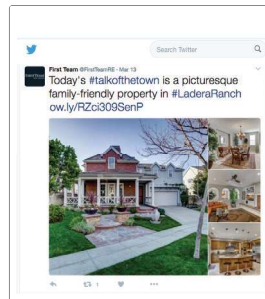 Search Twitter
First Team @FirstTeamRE · Mar 13
Today's #talkofthetown is a picturesque
family-friendly property in #LaderaRanch
ow.ly/RZci309SenP
1